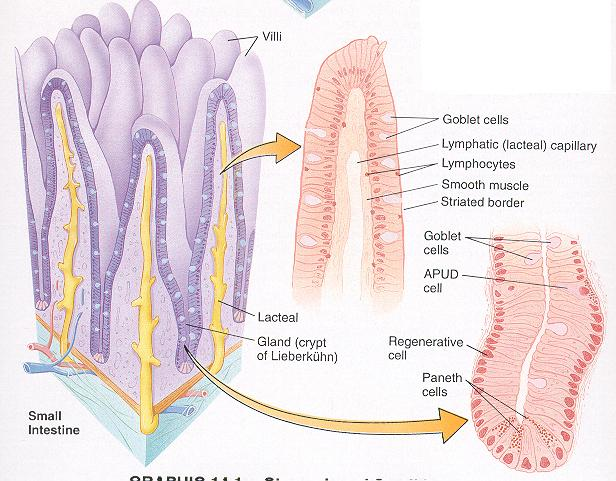 Villi
Goblet cells
Lymphatic (lacteal) capillary
Lymphocytes
Smooth muscle
Striated border
Goblet
cells
APUD
cell
Lacteal
Gland (crypt
of Lieberkühn)
Regenerative
cell
Paneth
cells
Small
Intestine